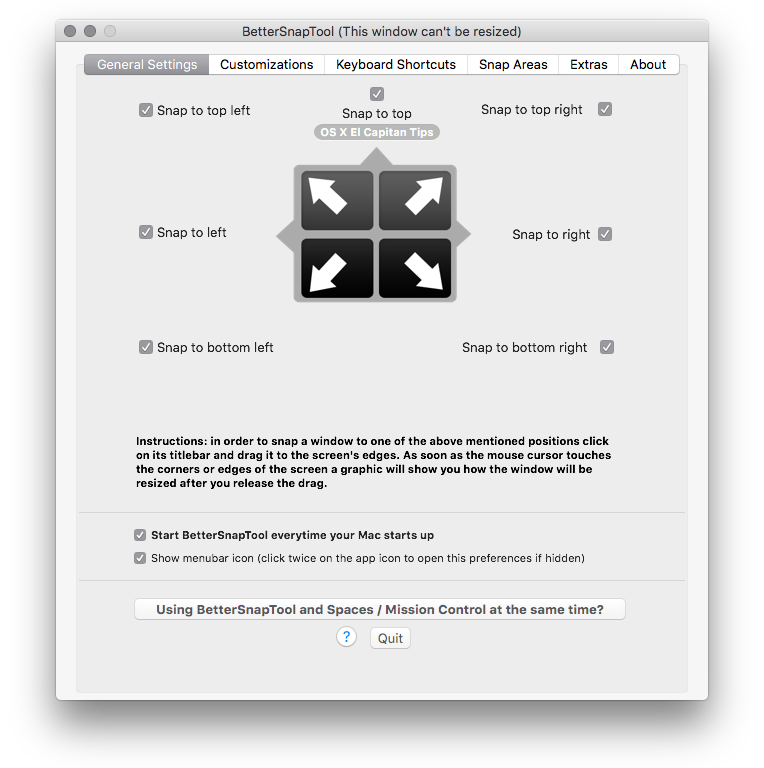 BetterSnapTool (This window can't be resized)
General Settings Customizations Keyboard Shortcuts Snap Areas Extras About
Snap to top left
Snap to top
Snap to top right
OS X El Capitan Tips
Snap to left
Snap to right
Snap to bottom left
Snap to bottom right
Instructions: in order to snap a window to one of the above mentioned positions click
on its titlebar and drag it to the screen's edges. As soon as the mouse cursor touches
the corners or edges of the screen a graphic will show you how the window will be
resized after you release the drag.
Start BetterSnapTool everytime your Mac starts up
Show menubar icon (click twice on the app icon to open this preferences if hidden)
Using BetterSnapTool and Spaces / Mission Control at the same time?
? Quit